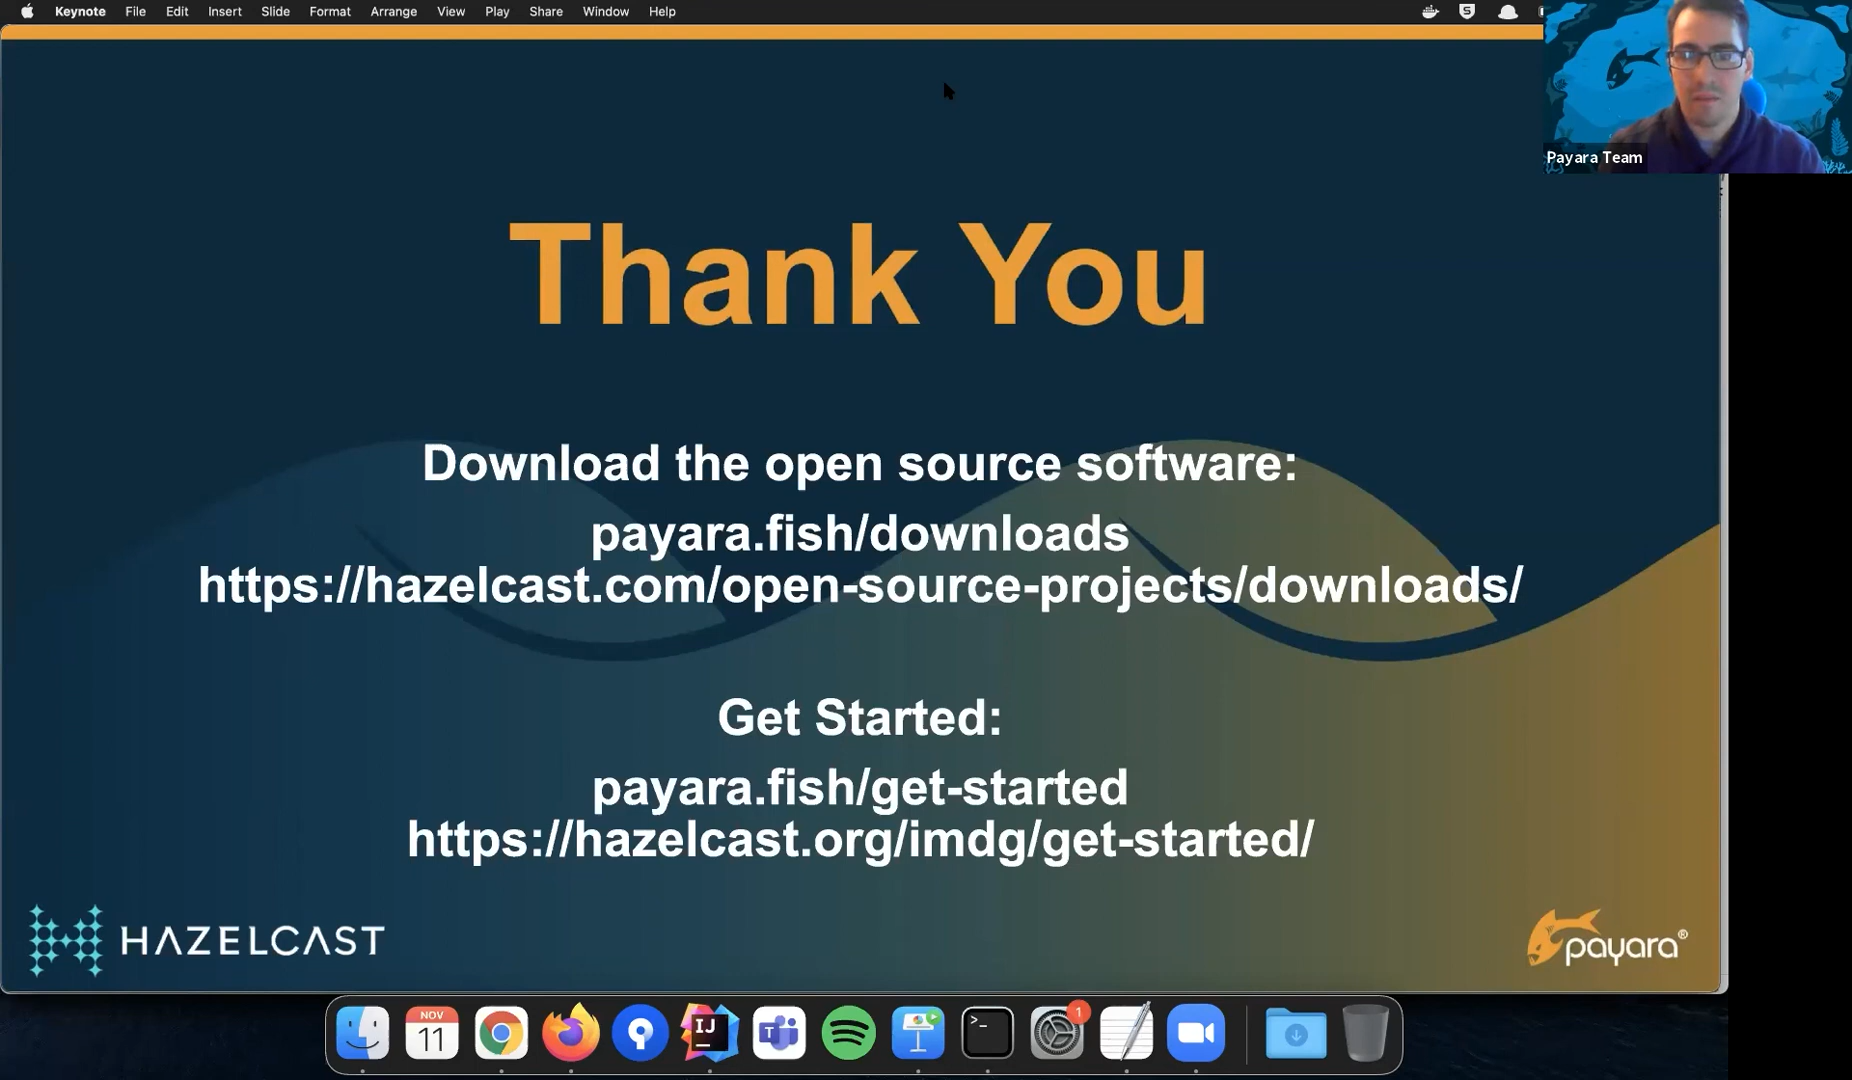 Keynote File Edit Insert Slide Format Arrange View Play Share Window Help
Payara Team
Thank You
Download the open source software:
payara.fish/downloads
https://hazelcast.com/open-source-projects/downloads/
Get Started:
payara.fish/get-started
https://hazelcast.org/imdg/get-started/
HAZELCAST
payara®
NOV
11
IJ
T
>_
1